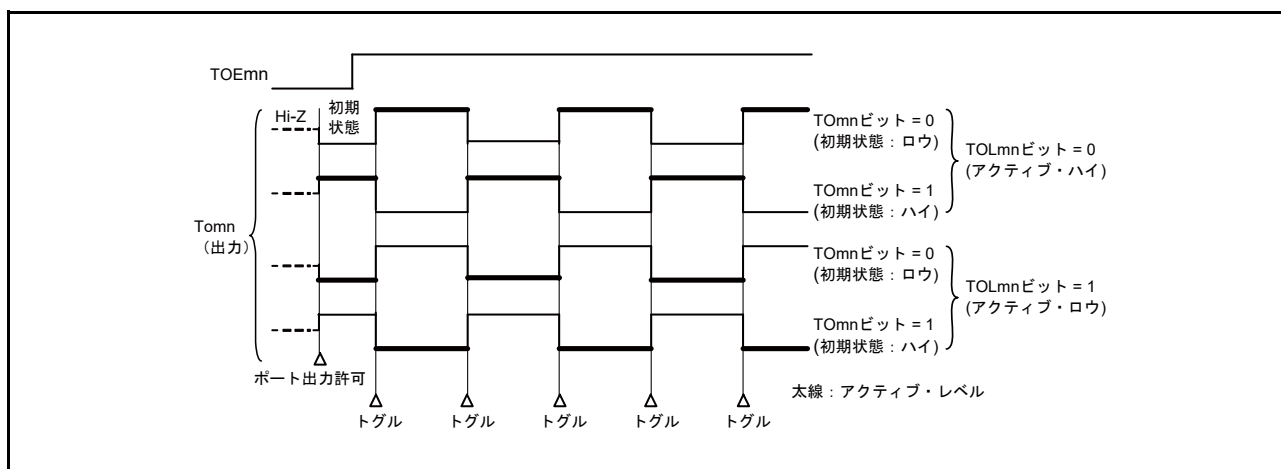 TOEmn
Hi-Z
初期
状態
TOmnビット = 0
(初期状態：ロウ)
TOLmnビット = 0
(アクティブ・ハイ)
TOmnビット = 1
(初期状態：ハイ)
Tomn
（出力）
TOmnビット = 0
(初期状態：ロウ)
TOLmnビット = 1
(アクティブ・ロウ)
TOmnビット = 1
(初期状態：ハイ)
ポート出力許可
太線：アクティブ・レベル
トグル
トグル
トグル
トグル
トグル